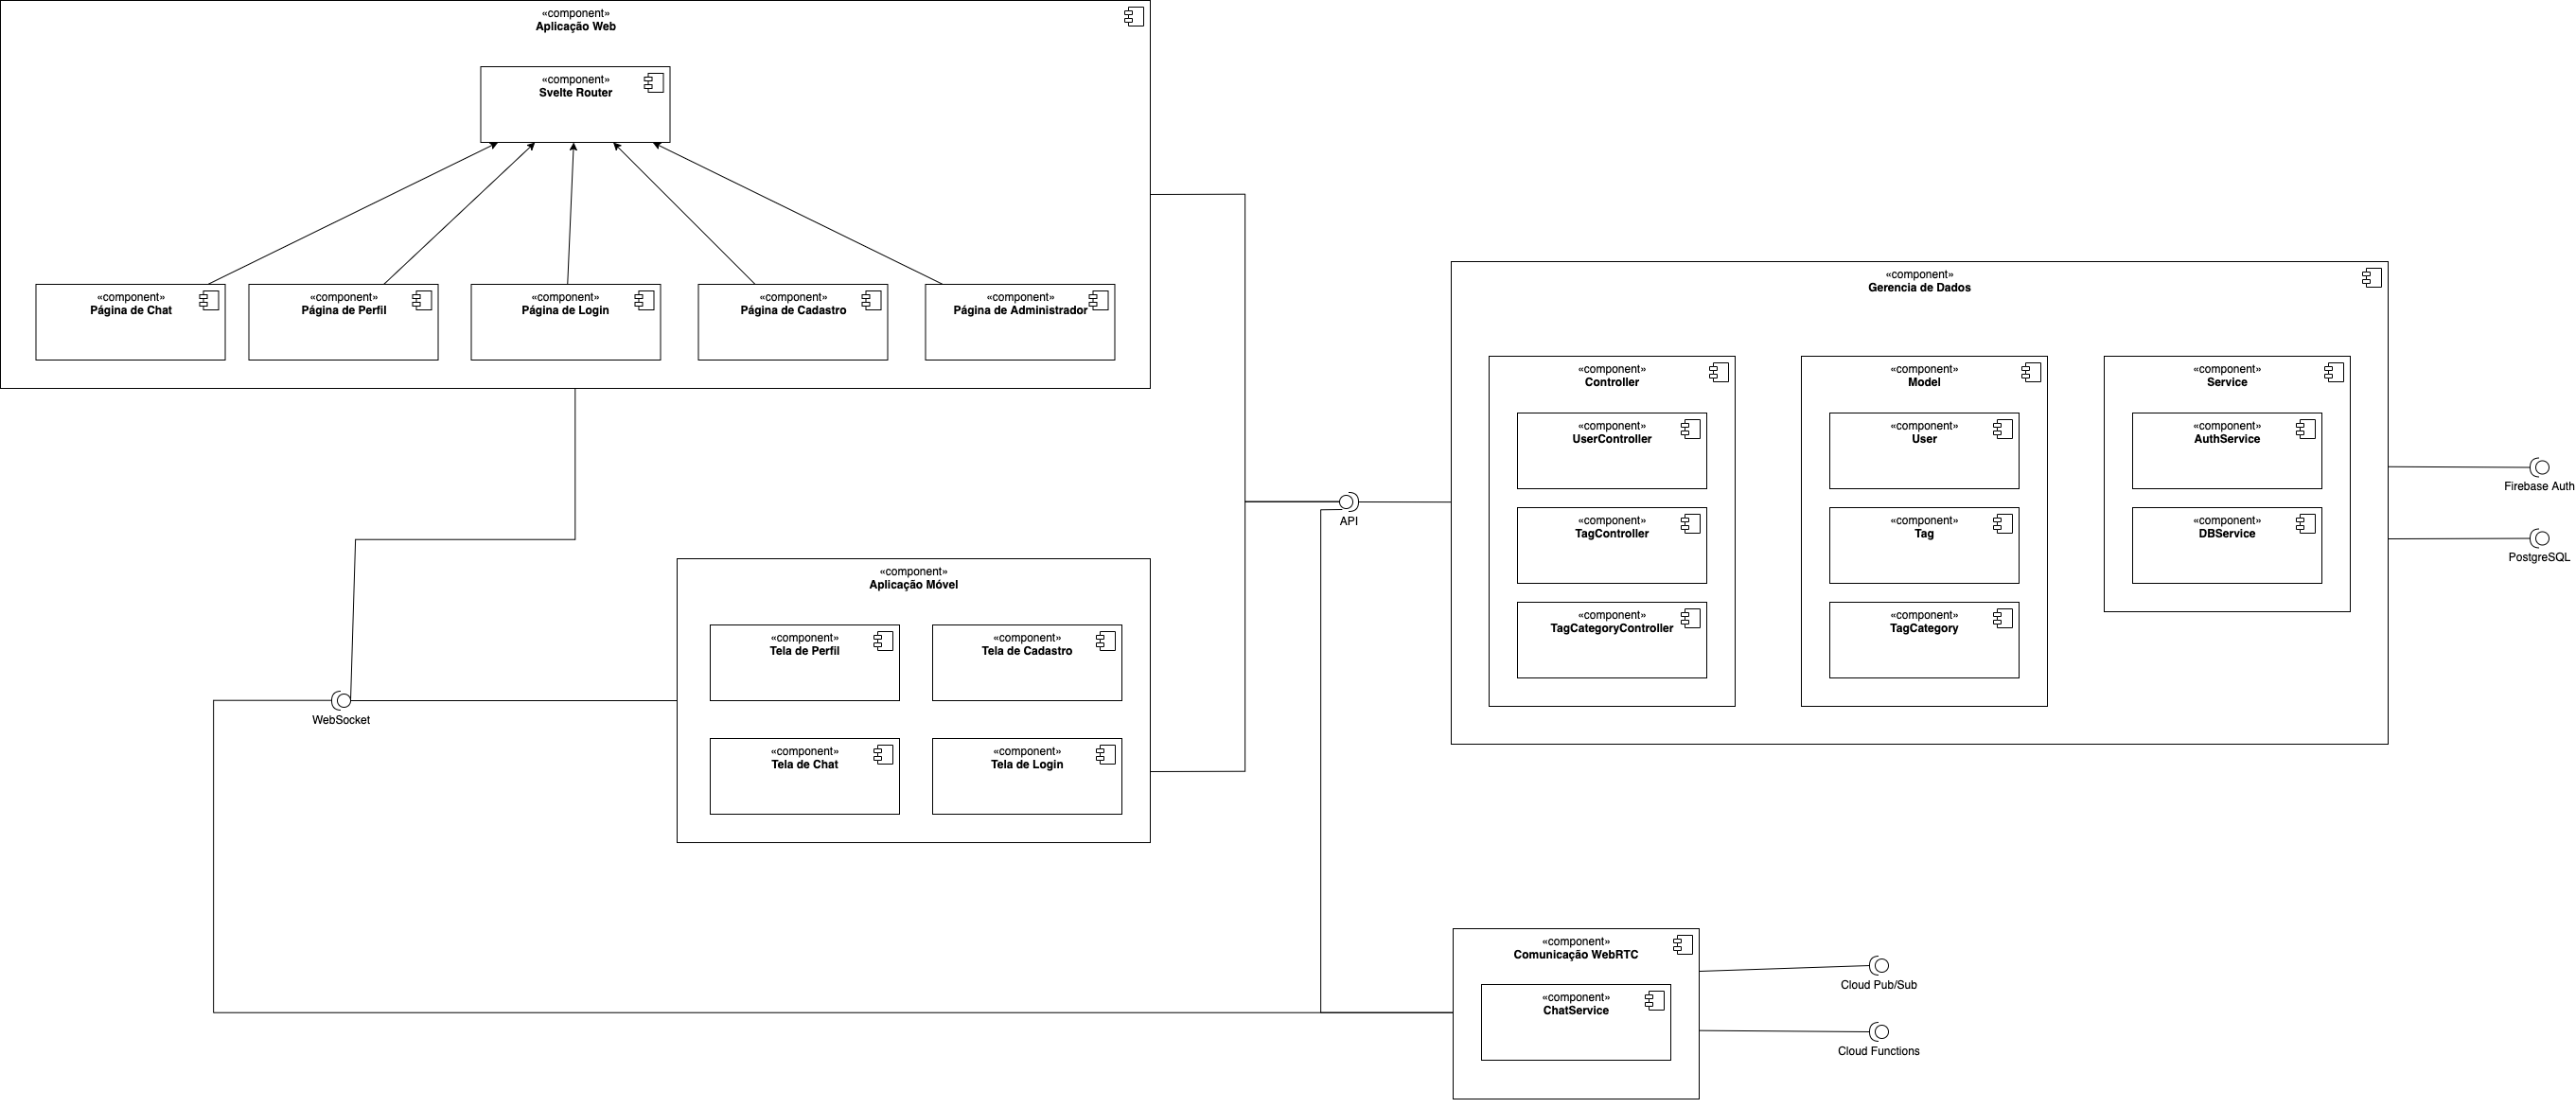 «component»
Aplicação Web
«component»
Svelte Router
«component»
Página de Chat
«component»
Página de Perfil
«component»
Página de Login
«component»
Página de Cadastro
«component»
Página de Administrador
«component»
Gerencia de Dados
«component»
Controller
«component»
UserController
«component»
TagController
«component»
TagCategoryController
«component»
Model
«component»
User
«component»
Tag
«component»
TagCategory
«component»
Service
«component»
AuthService
«component»
DBService
Firebase Auth
PostgreSQL
API
«component»
Aplicação Móvel
«component»
Tela de Perfil
«component»
Tela de Cadastro
«component»
Tela de Chat
«component»
Tela de Login
WebSocket
«component»
Comunicação WebRTC
«component»
ChatService
Cloud Pub/Sub
Cloud Functions